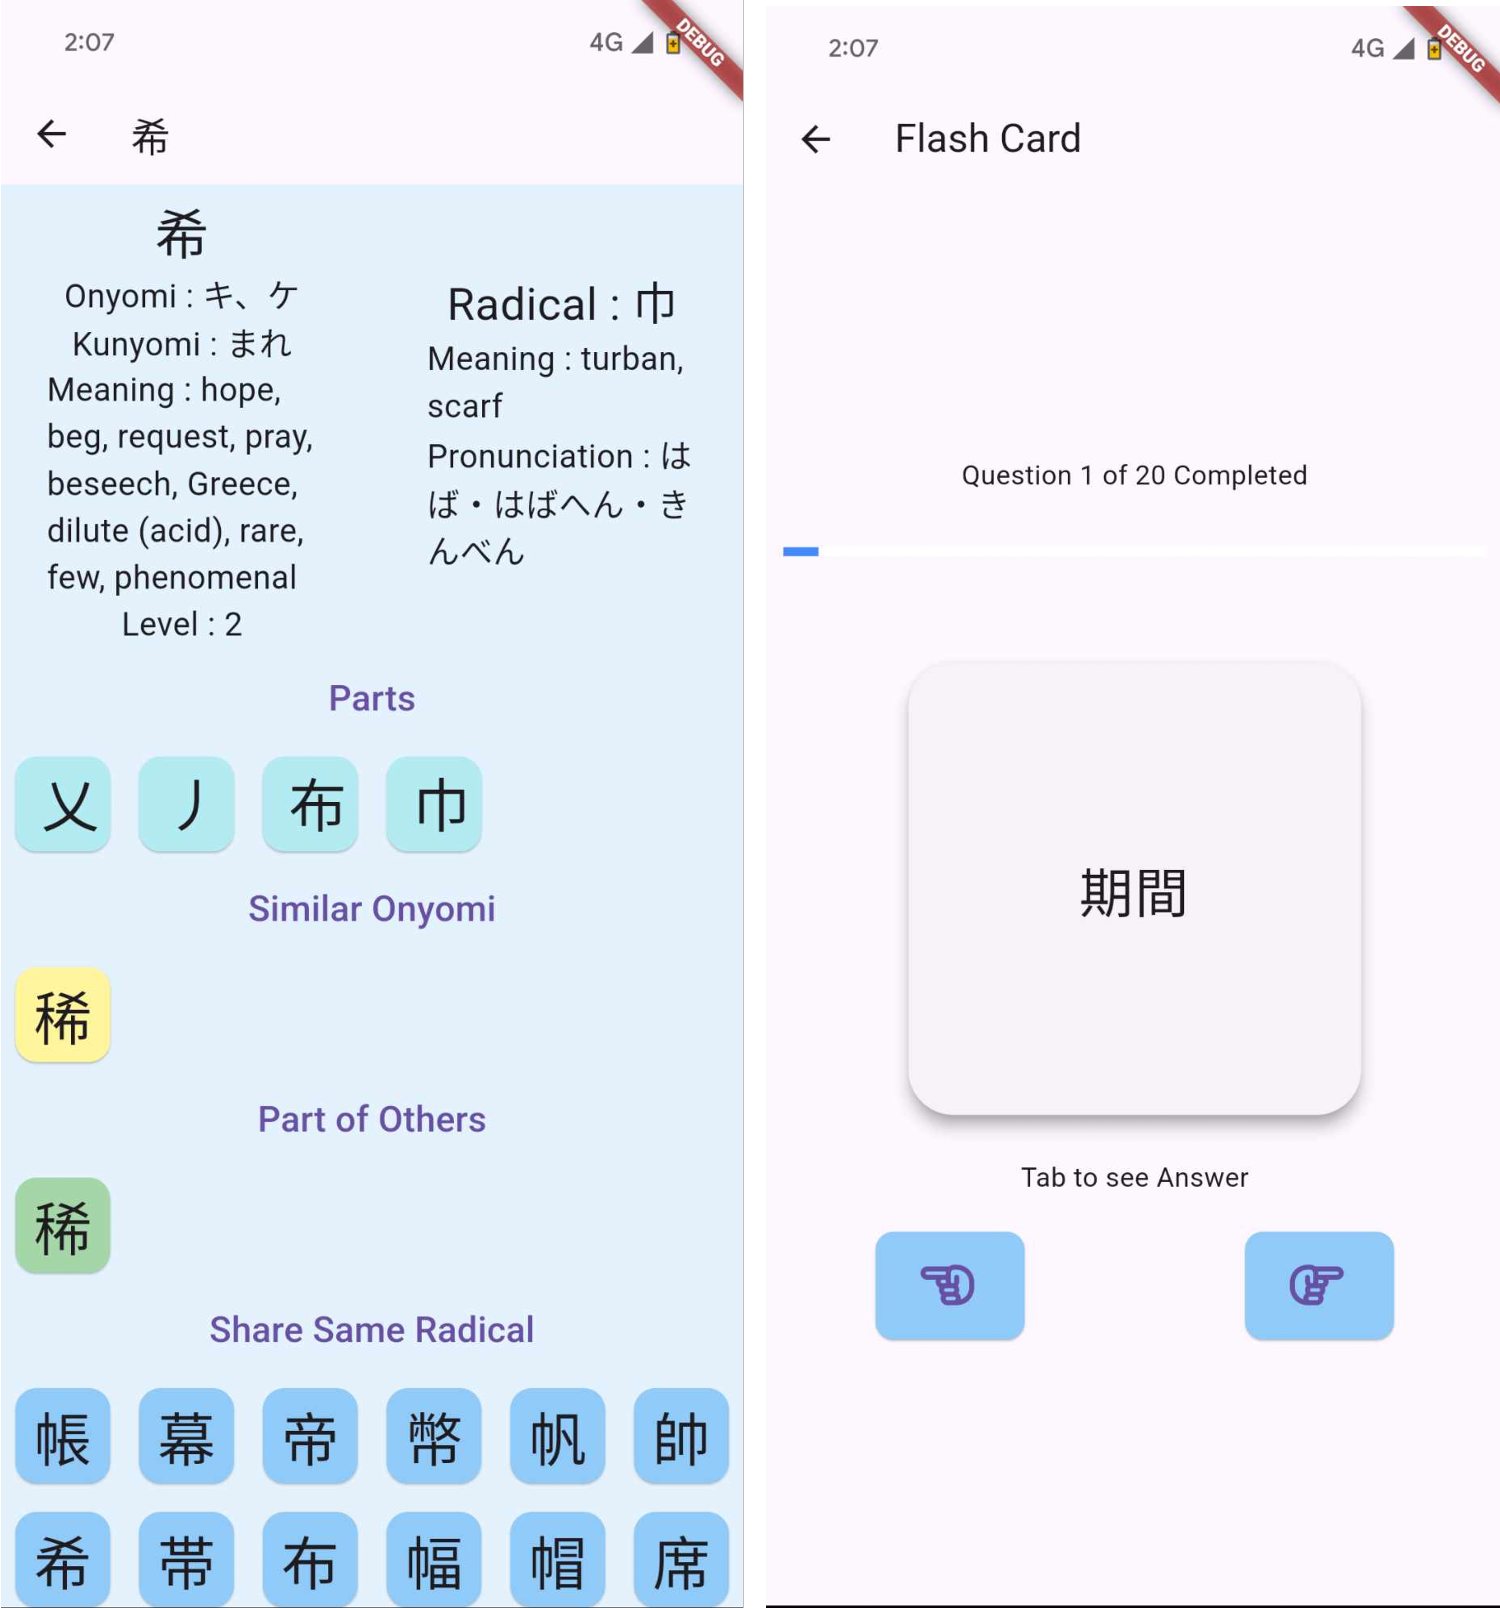 2:07
4G
DEBUG
希
希
Onyomi : キ、ケ
Kunyomi : まれ
Meaning : hope,
beg, request, pray,
beseech, Greece,
dilute (acid), rare,
few, phenomenal
Level : 2
Radical : 巾
Meaning : turban,
scarf
Pronunciation : は
ば・はばへん・き
んべん
Parts
乂 丿 布 巾
Similar Onyomi
稀
Part of Others
稀
Share Same Radical
帳 幕 帝 幣 帆 帥
希 帯 布 幅 帽 席
2:07
4G
DEBUG
Flash Card
Question 1 of 20 Completed
期間
Tab to see Answer